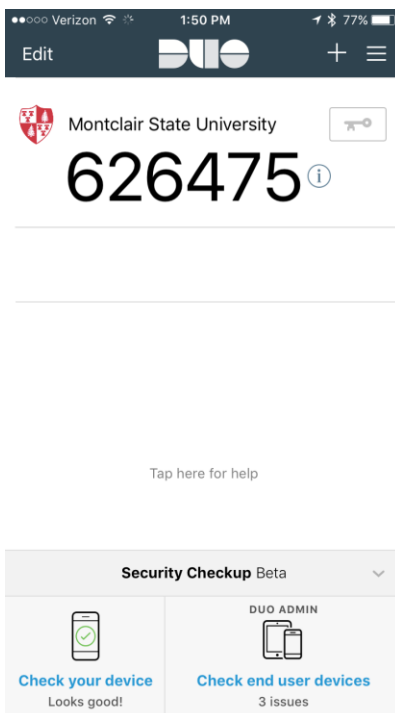 Verizon 1:50 PM 77%
Edit DUO
Montclair State University
626475
Tap here for help
Security Checkup Beta
DUO ADMIN
Check your device Check end user devices
Looks good! 3 issues